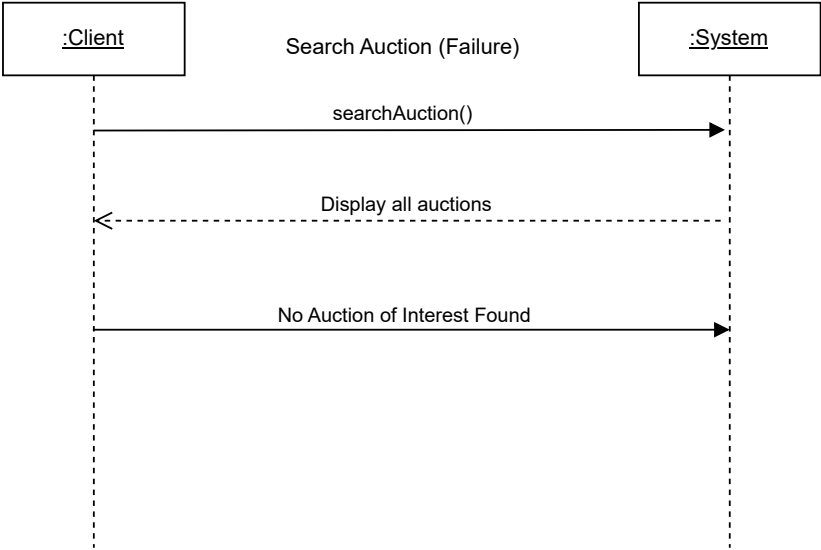 :Client
Search Auction (Failure)
:System
searchAuction()
Display all auctions
No Auction of Interest Found